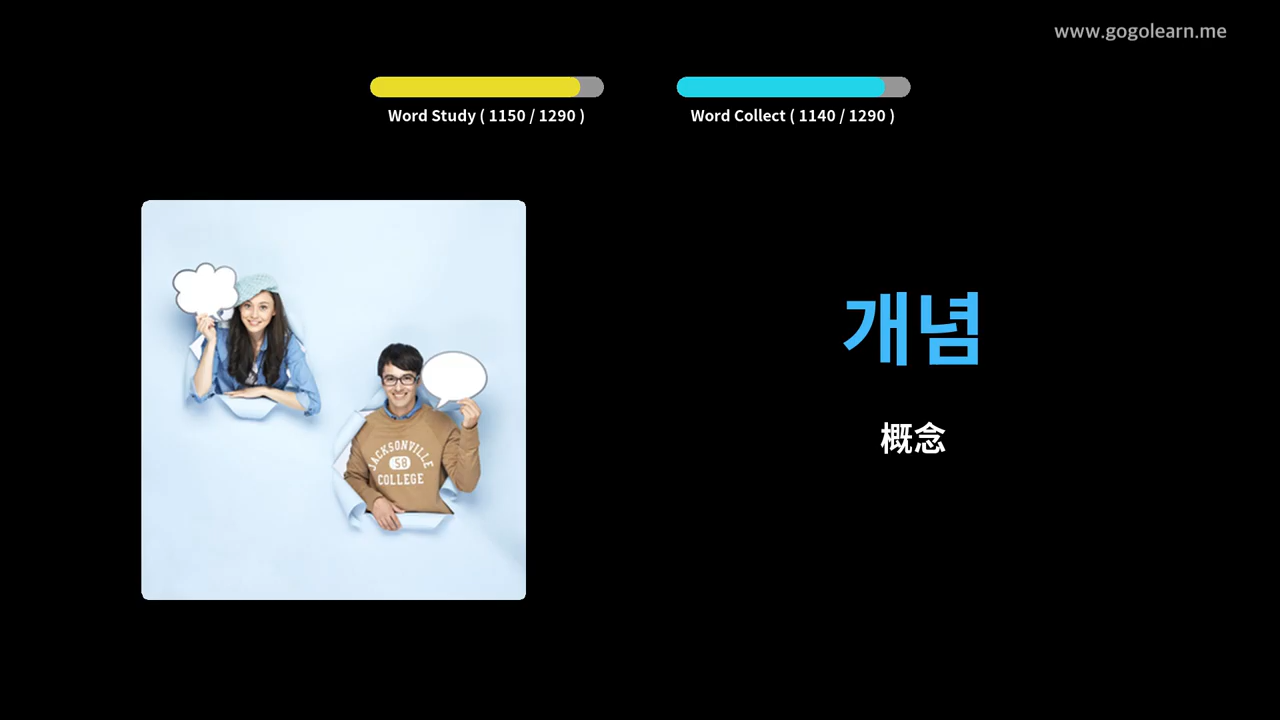 www.gogolearn.me
Word Study ( 1150 / 1290 )
Word Collect ( 1140 / 1290 )
개념
概念
JACKSONVILLE
58
COLLEGE